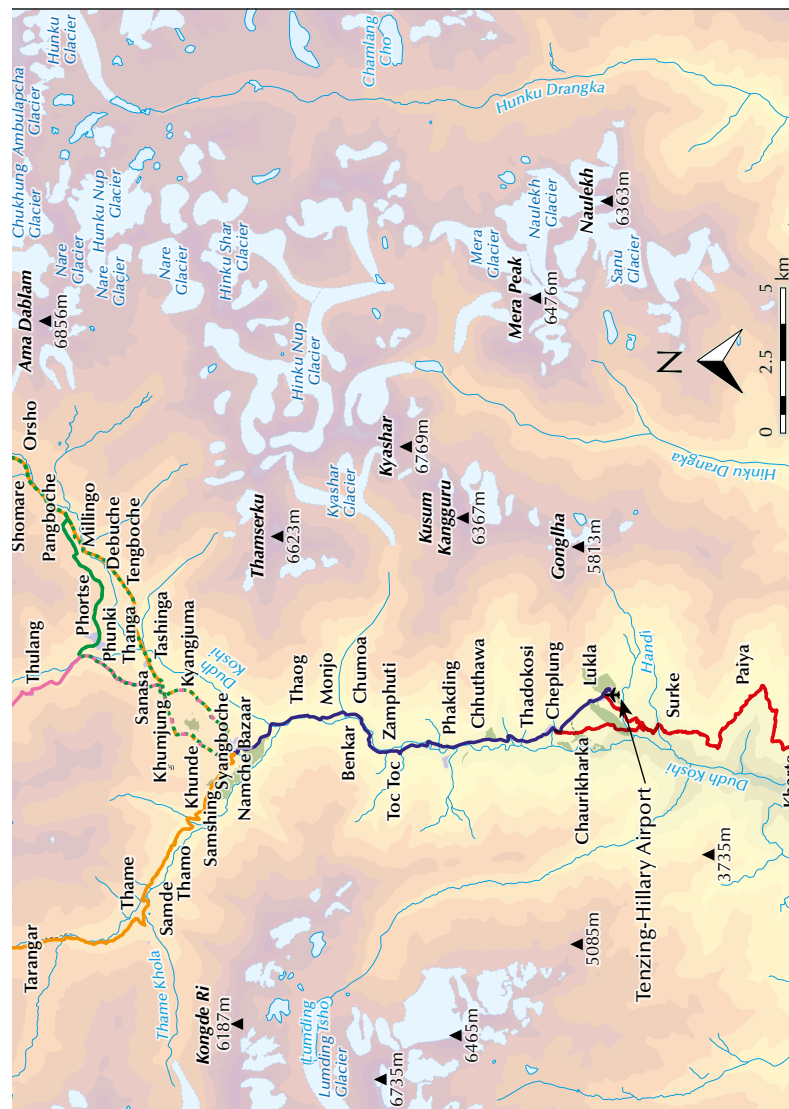 Tarangar
Thulang
Shomare
Orsho
Ama Dablam
6856m
Chukhung
Glacier
Ambulapcha
Glacier
Hunku
Glacier
Nare
Glacier
Hunku Nup
Glacier
Nare
Glacier
Nare
Glacier
Hinku Shar
Glacier
Hinku Nup
Glacier
Chamlang
Cho
Hunku Drangka
Pangboche
Millingo
Debuche
Tengboche
Phortse
Phunki
Thanga
Tashinga
Sanasa
Kyangjuma
Khumjung
Khunde
Syangboche
Namche Bazaar
Samshing
Thamo
Samde
Thame
Thame Khola
Dudh
Koshi
Kongde Ri
6187m
Lumding
Lumding Tsho
Glacier
6735m
6465m
5085m
3735m
Thamserku
6623m
Kyashar
Glacier
Kyashar
6769m
Kusum
Kangguru
6367m
Gonglha
5813m
Mera
Glacier
Mera Peak
6476m
Naulekh
Glacier
Naulekh
6363m
Sanu
Glacier
Hinku Drangka
Thaog
Monjo
Chumoa
Benkar
Zamphuti
Toc Toc
Phakding
Chhuthawa
Thadokosi
Cheplung
Lukla
Chaurikharka
Tenzing-Hillary Airport
Handi
Surke
Paiya
Dudh Koshi
N
0
2.5
5
km